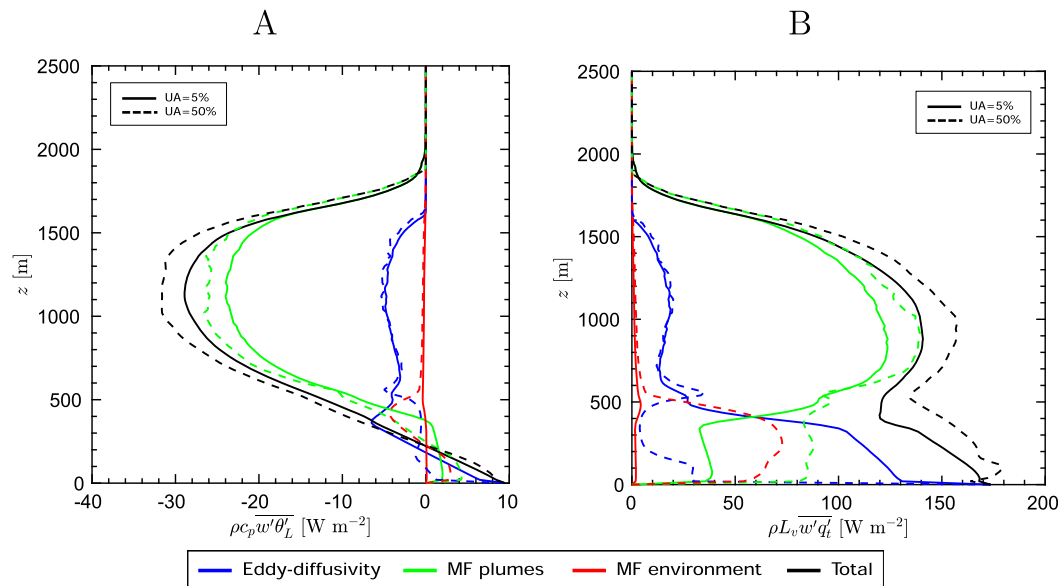 A
B
2500
2000
1500
1000
500
0
z [m]
UA=5%
UA=50%
-40
-30
-20
-10
0
10
ρc_p\overline{w'θ'_L} [W m⁻²]
2500
2000
1500
1000
500
0
z [m]
UA=5%
UA=50%
0
50
100
150
200
ρL_v\overline{w'q'_t} [W m⁻²]
Eddy-diffusivity MF plumes MF environment Total